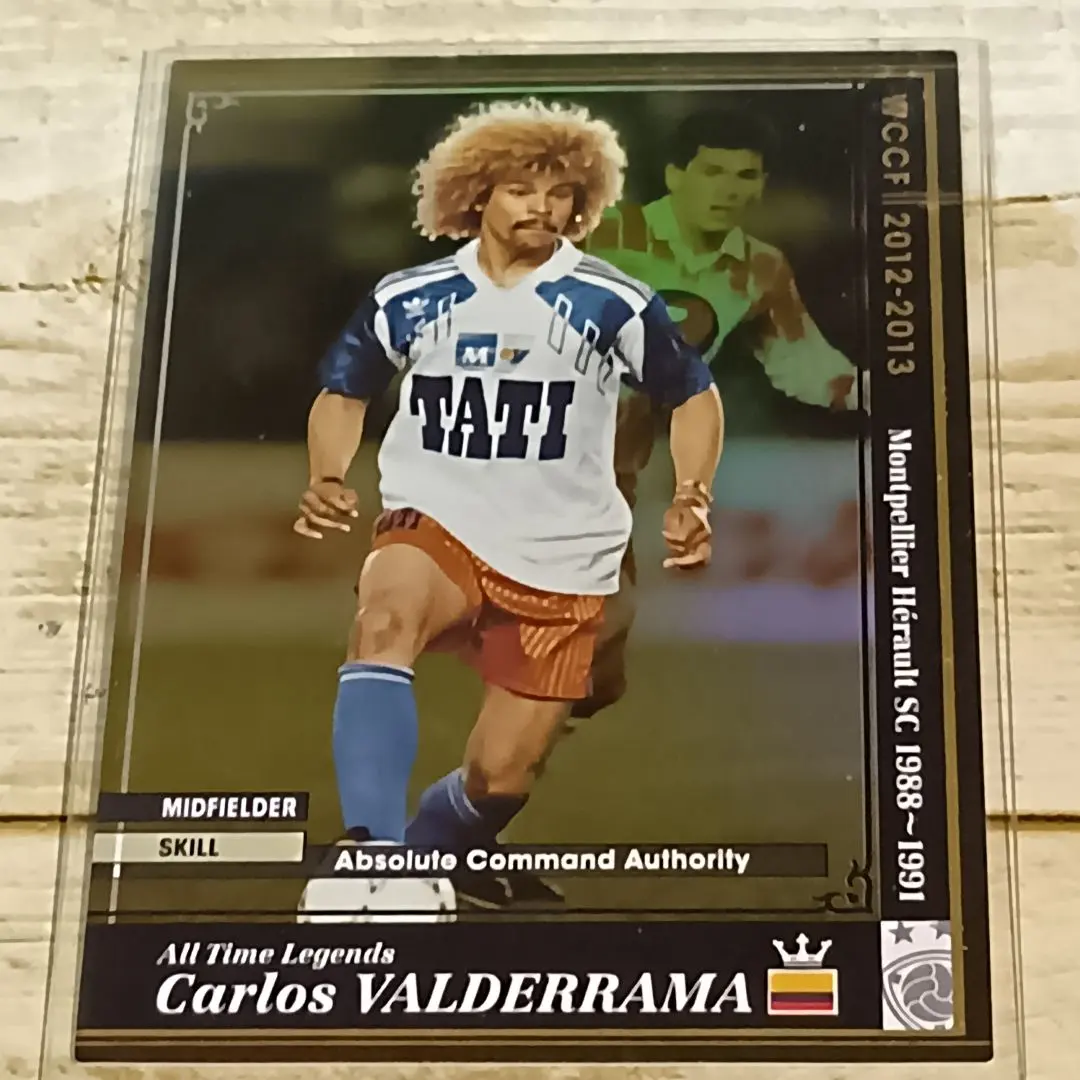 WCCF 2012-2013
Montpellier Hérault SC 1988~1991
M
TATI
MIDFIELDER
SKILL
Absolute Command Authority
All Time Legends
Carlos VALDERRAMA